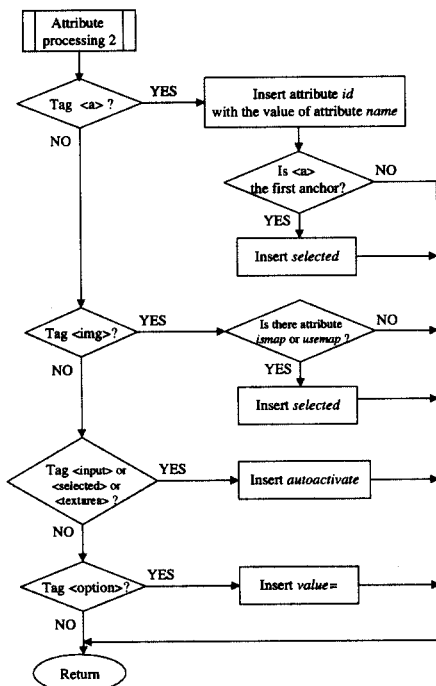 Attribute
processing 2
Tag <a> ?
YES
Insert attribute id
with the value of attribute name
NO
Is <a>
the first anchor?
NO
YES
Insert selected
Tag <img>?
YES
Is there attribute
ismap or usemap ?
NO
NO
YES
Insert selected
Tag <input> or
<selected> or
<textarea> ?
YES
Insert autoactivate
NO
Tag <option>?
YES
Insert value=
NO
Return